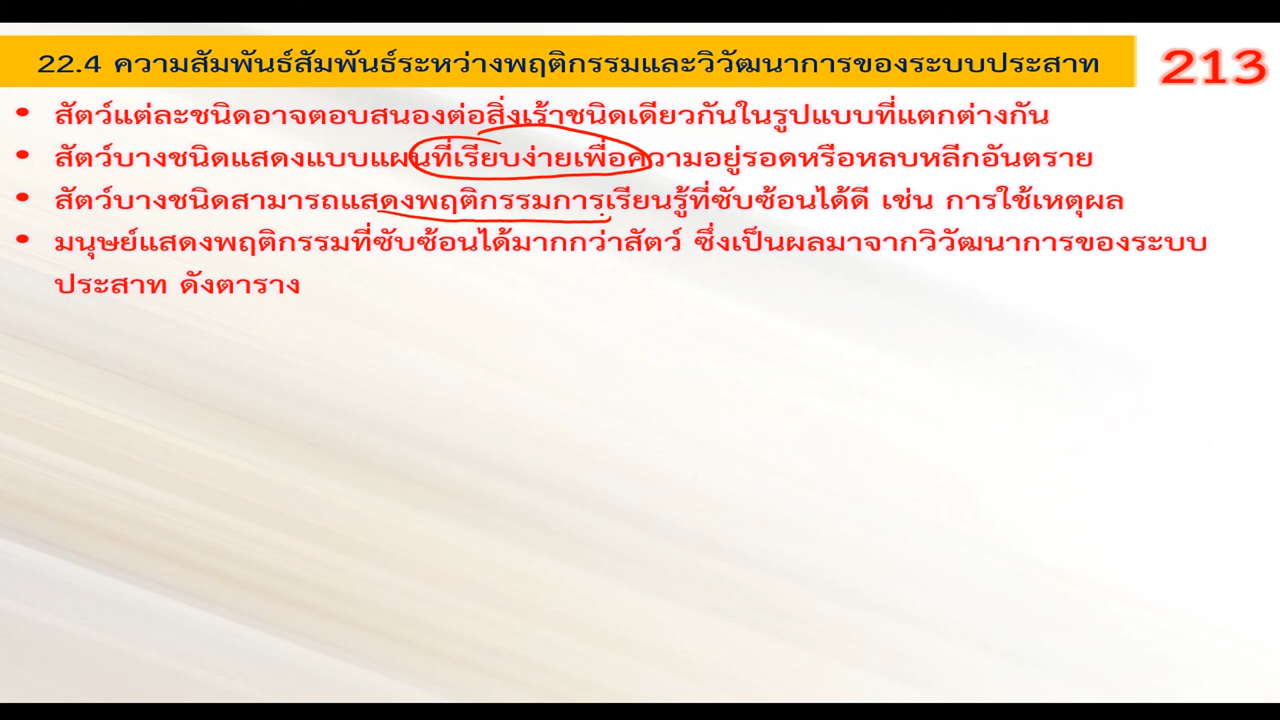 22.4 ความสัมพันธ์สัมพันธ์ระหว่างพฤติกรรมและวิวัฒนาการของระบบประสาท
213
• สัตว์แต่ละชนิดอาจตอบสนองต่อสิ่งเร้าชนิดเดียวกันในรูปแบบที่แตกต่างกัน
• สัตว์บางชนิดแสดงแบบแผนที่เรียบง่ายเพื่อความอยู่รอดหรือหลบหลีกอันตราย
• สัตว์บางชนิดสามารถแสดงพฤติกรรมการเรียนรู้ที่ซับซ้อนได้ดี เช่น การใช้เหตุผล
• มนุษย์แสดงพฤติกรรมที่ซับซ้อนได้มากกว่าสัตว์ ซึ่งเป็นผลมาจากวิวัฒนาการของระบบ
ประสาท ดังตาราง